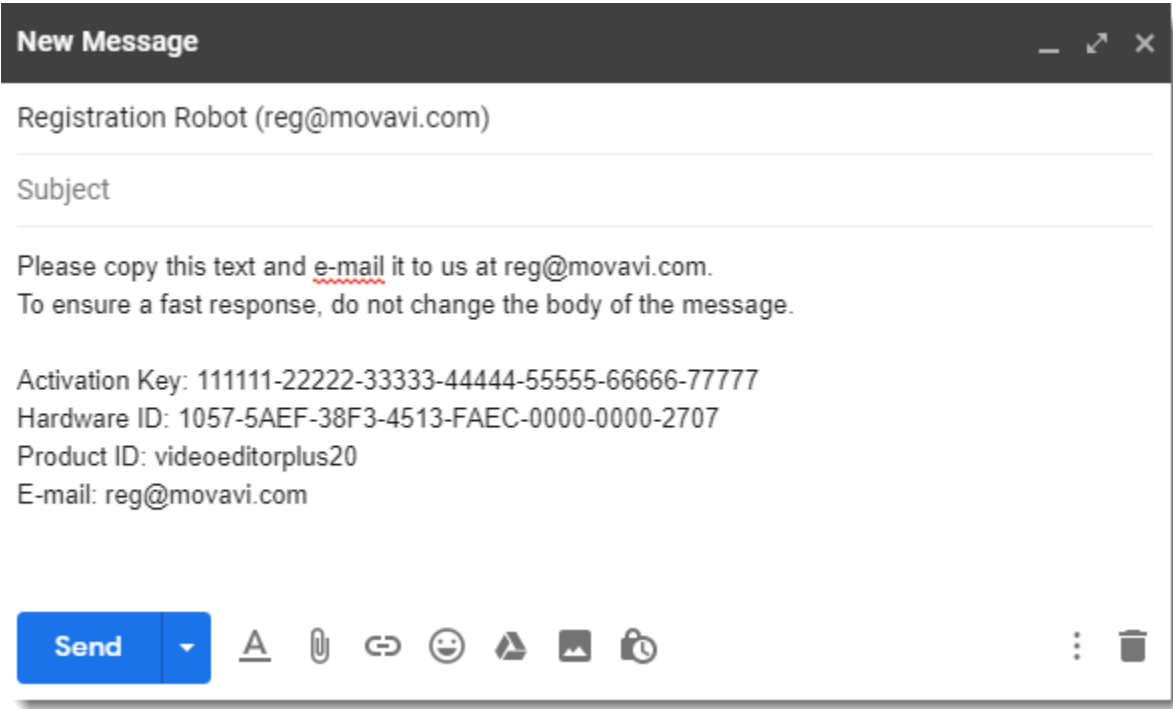 New Message
Registration Robot (reg@movavi.com)
Subject
Please copy this text and e-mail it to us at reg@movavi.com.
To ensure a fast response, do not change the body of the message.
Activation Key: 111111-22222-33333-44444-55555-66666-77777
Hardware ID: 1057-5AEF-38F3-4513-FAEC-0000-0000-2707
Product ID: videoeditorplus20
E-mail: reg@movavi.com
Send